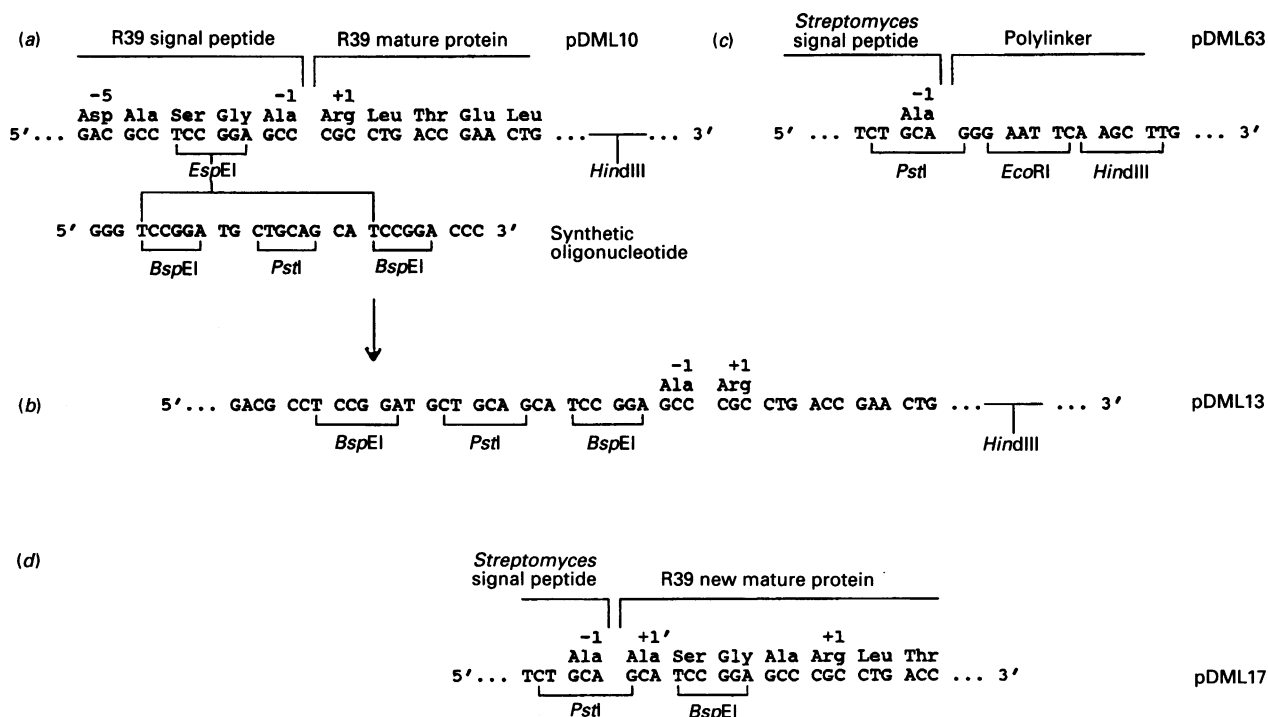 (a)
R39 signal peptide R39 mature protein pDML10
-5 -1 +1
Asp Ala Ser Gly Ala Arg Leu Thr Glu Leu
5'... GAC GCC TCC GGA GCC CGC CTG ACC GAA CTG ... ... 3'
EspEI HindIII
5' GGG TCCGGA TG CTGCAG CA TCCGGA CCC 3'
Synthetic
oligonucleotide
BspEI PstI BspEI
(c)
Streptomyces
signal peptide Polylinker pDML63
-1
Ala
5'... TCT GCA GGG AAT TCA AGC TTG ... 3'
PstI EcoRI HindIII
-1 +1
Ala Arg
(b) 5'... GACG CCT CCG GAT GCT GCA GCA TCC GGA GCC CGC CTG ACC GAA CTG ... ... 3' pDML13
BspEI PstI BspEI HindIII
(d)
Streptomyces
signal peptide R39 new mature protein
-1 +1' +1
Ala Ala Ser Gly Ala Arg Leu Thr
5'... TCT GCA GCA TCC GGA GCC CGC CTG ACC ... 3' pDML17
PstI BspEI